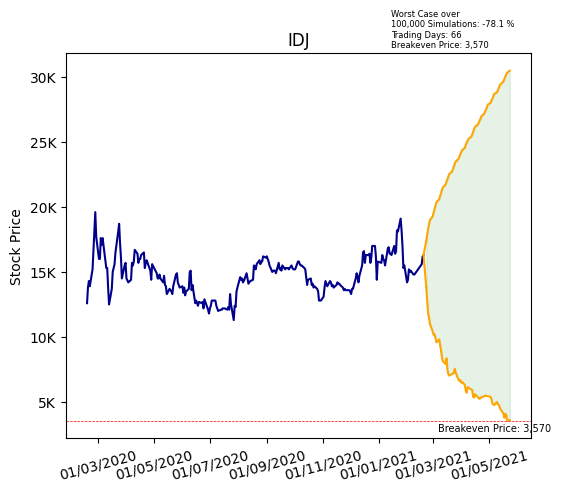 Worst Case over
100,000 Simulations: -78.1 %
Trading Days: 66
Breakeven Price: 3,570
IDJ
Stock Price
30K
25K
20K
15K
10K
5K
Breakeven Price: 3,570
01/03/2020
01/05/2020
01/07/2020
01/09/2020
01/11/2020
01/01/2021
01/03/2021
01/05/2021